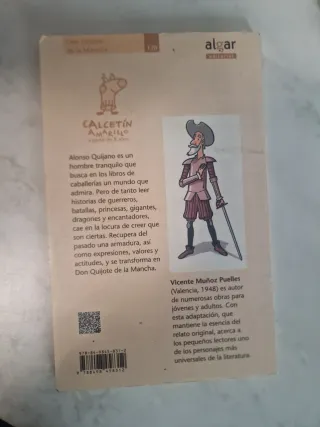 de la Mancha
algar
editorial
CALCETÍN
AMARILLO
Alonso Quijano es un
hombre tranquilo que
busca en los libros de
caballerías un mundo que
admira. Pero de tanto leer
historias de guerreros,
batallas, princesas, gigantes,
dragones y encantadores,
cae en la locura de creer que
son ciertas. Recupera del
pasado una armadura, así
como expresiones, valores y
actitudes, y se transforma en
Don Quijote de la Mancha.
Vicente Muñoz Puelles
(Valencia, 1948) es autor
de numerosas obras para
jóvenes y adultos. Con
esta adaptación, que
mantiene la esencia del
relato original, acerca a
los pequeños lectores uno
de los personajes más
universales de la literatura.